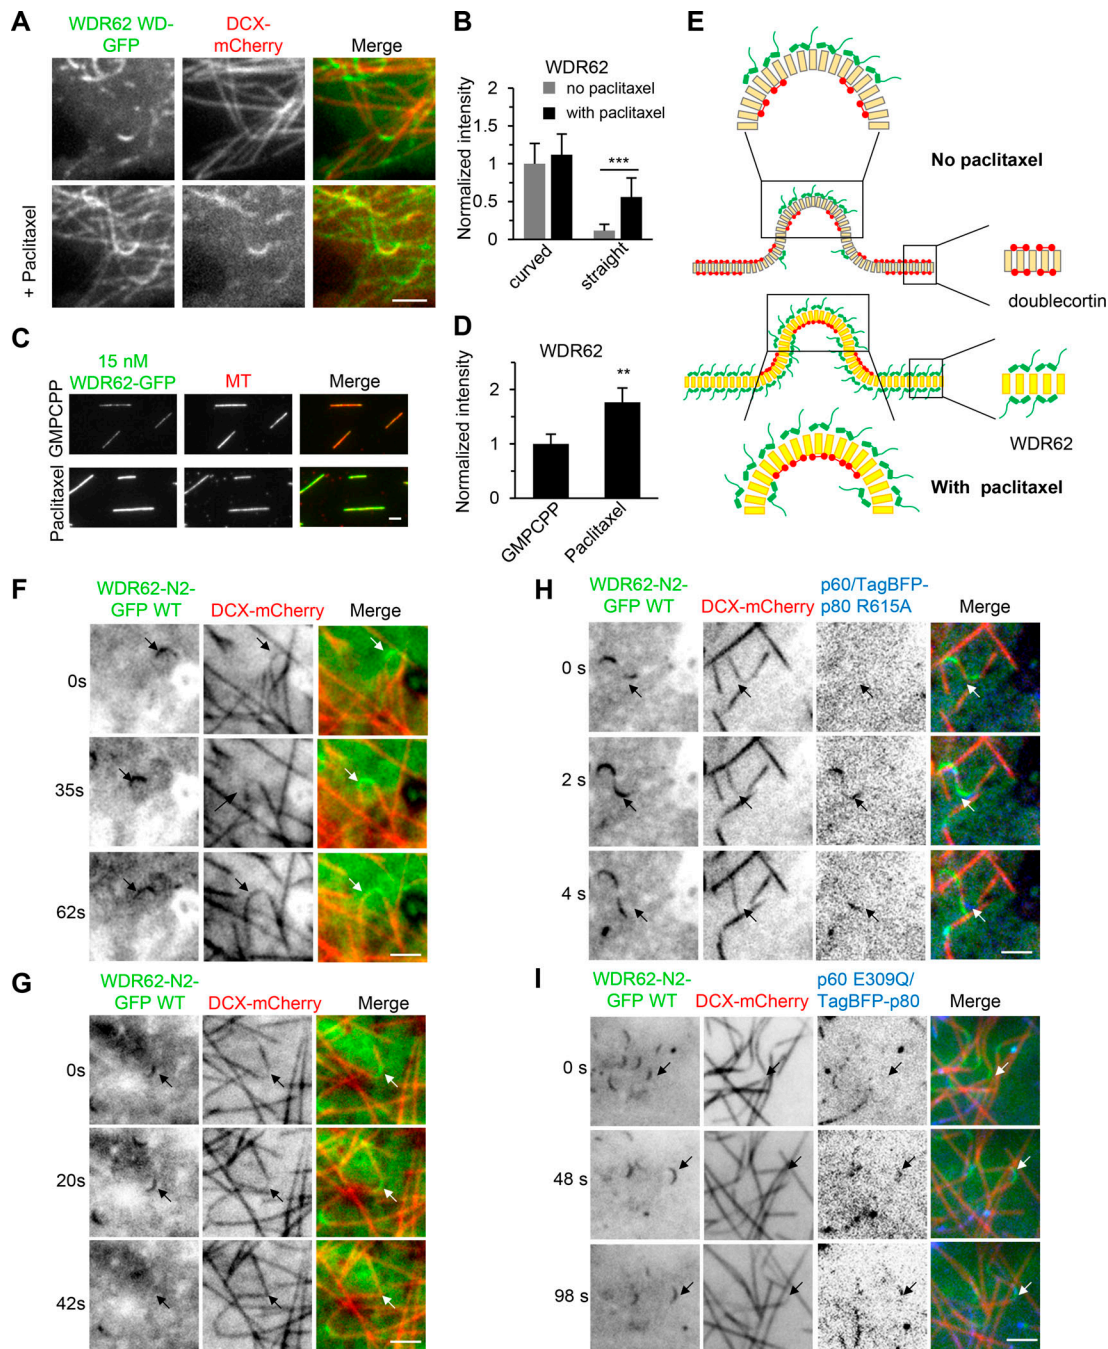 A
WDR62 WD-
GFP
DCX-
mCherry
Merge
+ Paclitaxel
B
WDR62
no paclitaxel
with paclitaxel
Normalized intensity
2
1.5
1
0.5
0
***
curved
straight
C
15 nM
WDR62-GFP
MT
Merge
GMPCPP
Paclitaxel
D
WDR62
Normalized intensity
2
1
0
**
GMPCPP
Paclitaxel
E
No paclitaxel
doublecortin
WDR62
With paclitaxel
F
WDR62-N2-
GFP WT
DCX-mCherry
Merge
0s
35s
62s
G
WDR62-N2-
GFP WT
DCX-mCherry
Merge
0s
20s
42s
H
WDR62-N2-
GFP WT
DCX-mCherry
p60/TagBFP-
p80 R615A
Merge
0 s
2 s
4 s
I
WDR62-N2-
GFP WT
DCX-mCherry
p60 E309Q/
TagBFP-p80
Merge
0 s
48 s
98 s